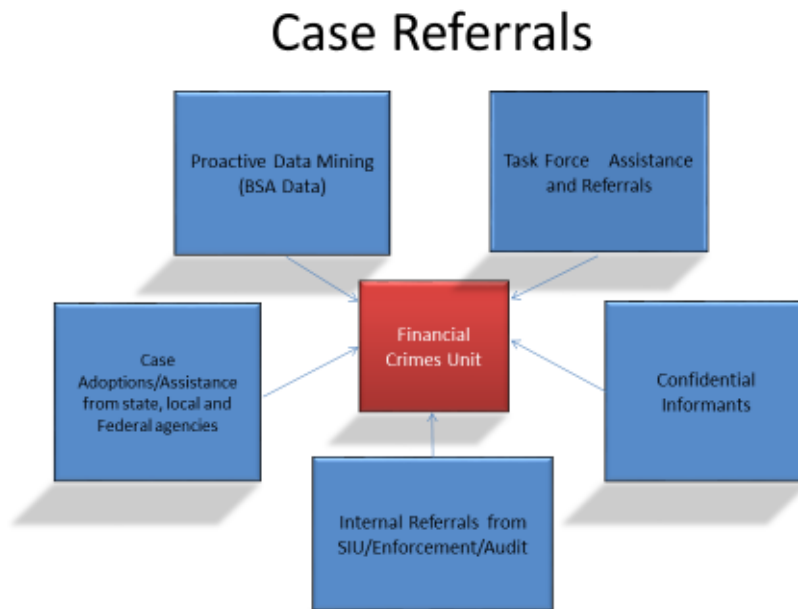 Case Referrals
Proactive Data Mining
(BSA Data)
Task Force Assistance
and Referrals
Financial
Crimes Unit
Case
Adoptions/Assistance
from state, local and
Federal agencies
Confidential
Informants
Internal Referrals from
SIU/Enforcement/Audit